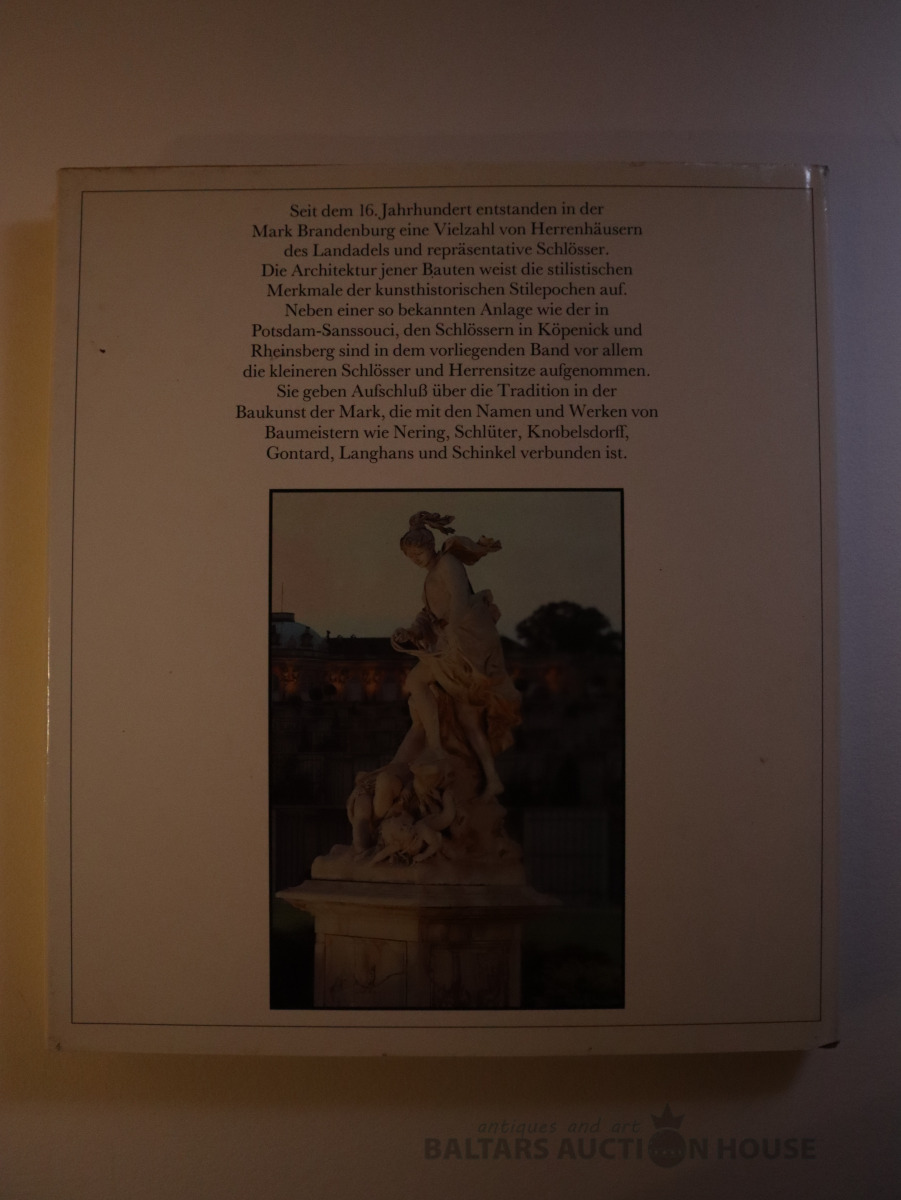 Seit dem 16. Jahrhundert entstanden in der
Mark Brandenburg eine Vielzahl von Herrenhäusern
des Landadels und repräsentative Schlösser.
Die Architektur jener Bauten weist die stilistischen
Merkmale der kunsthistorischen Stilepochen auf.
Neben einer so bekannten Anlage wie der in
Potsdam-Sanssouci, den Schlössern in Köpenick und
Rheinsberg sind in dem vorliegenden Band vor allem
die kleineren Schlösser und Herrensitze aufgenommen.
Sie geben Aufschluß über die Tradition in der
Baukunst der Mark, die mit den Namen und Werken von
Baumeistern wie Nering, Schlüter, Knobelsdorff,
Gontard, Langhans und Schinkel verbunden ist.
antiques and art
BALTARS AUCTION HOUSE